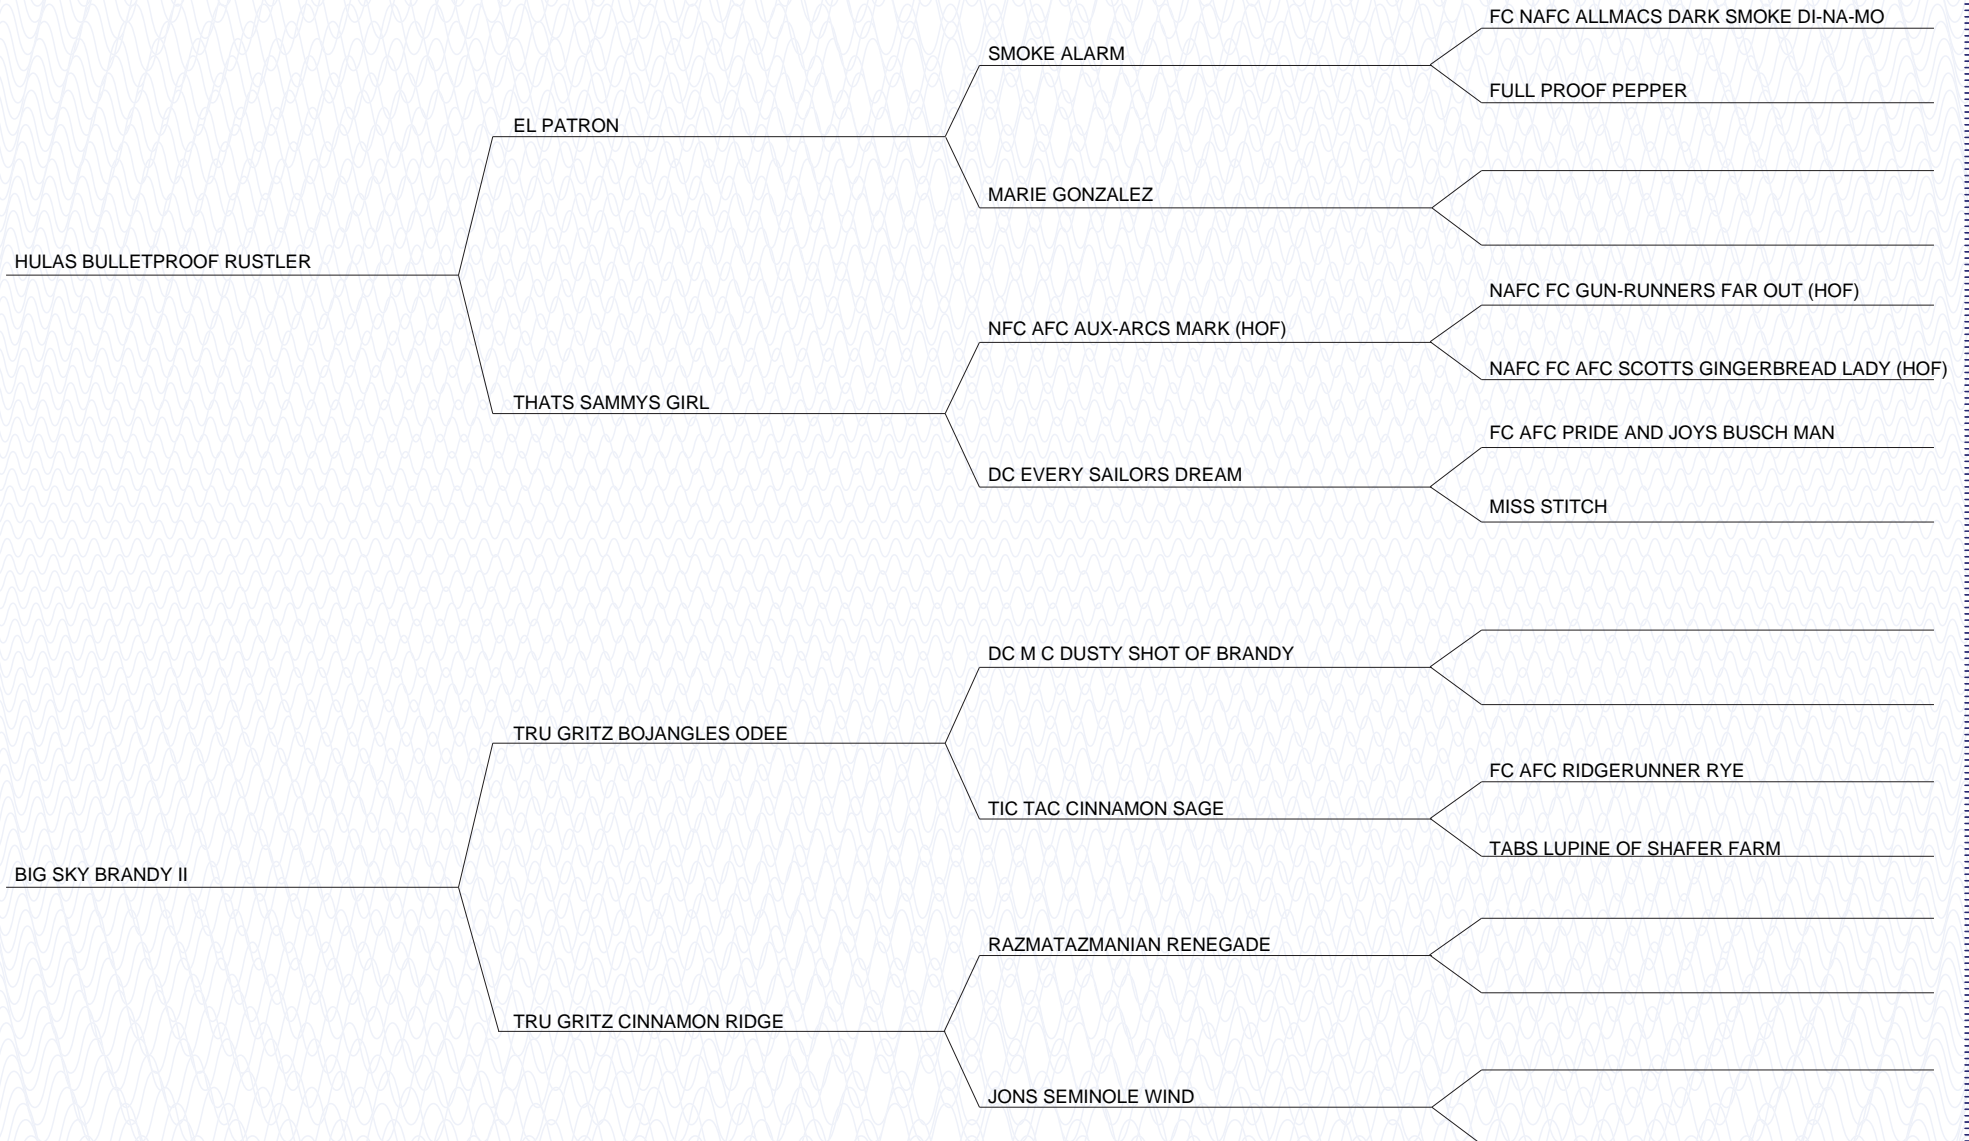 FC NAFC ALLMACS DARK SMOKE DI-NA-MO
SMOKE ALARM
FULL PROOF PEPPER
EL PATRON
MARIE GONZALEZ
HULAS BULLETPROOF RUSTLER
NAFC FC GUN-RUNNERS FAR OUT (HOF)
NFC AFC AUX-ARCS MARK (HOF)
NAFC FC AFC SCOTTS GINGERBREAD LADY (HOF)
THATS SAMMYS GIRL
FC AFC PRIDE AND JOYS BUSCH MAN
DC EVERY SAILORS DREAM
MISS STITCH
DC M C DUSTY SHOT OF BRANDY
TRU GRITZ BOJANGLES ODEE
FC AFC RIDGERUNNER RYE
TIC TAC CINNAMON SAGE
TABS LUPINE OF SHAFER FARM
BIG SKY BRANDY II
RAZMATAZMANIAN RENEGADE
TRU GRITZ CINNAMON RIDGE
JONS SEMINOLE WIND